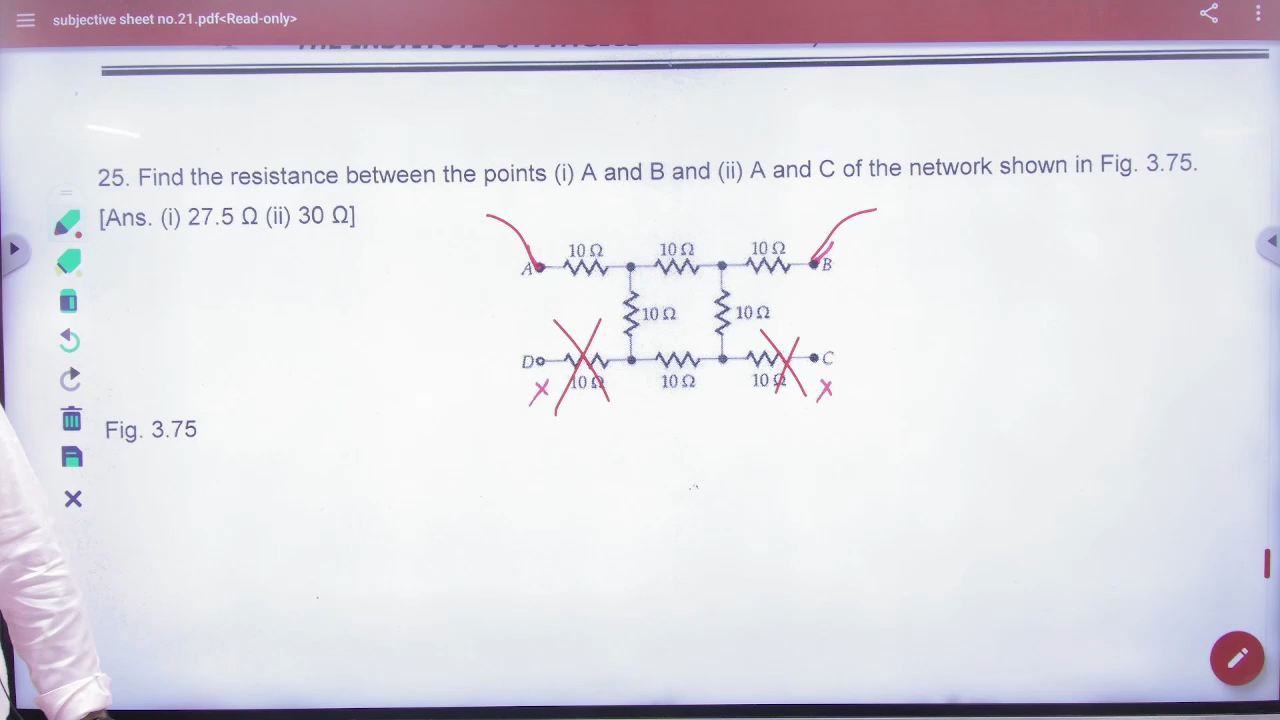 subjective sheet no.21.pdf<Read-only>
25. Find the resistance between the points (i) A and B and (ii) A and C of the network shown in Fig. 3.75.
[Ans. (i) 27.5 Ω (ii) 30 Ω]
10 Ω 10 Ω 10 Ω
A B
10 Ω 10 Ω
D C
10 Ω 10 Ω 10 Ω
Fig. 3.75